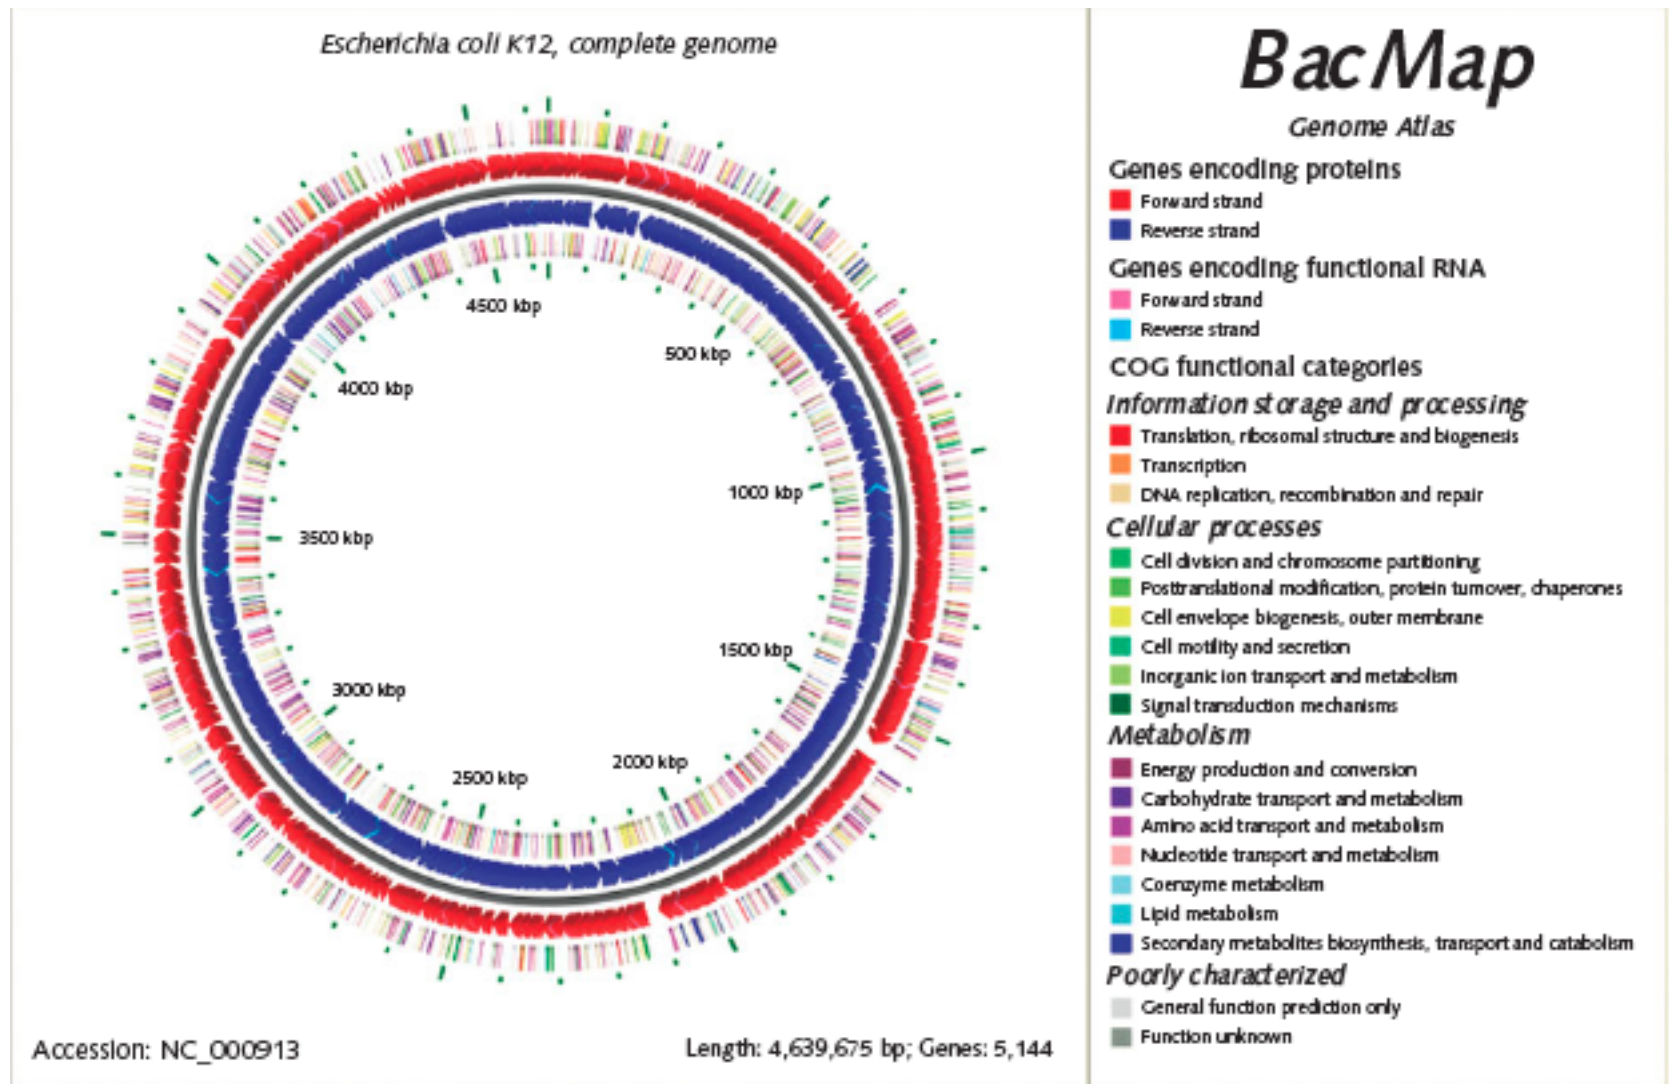 Escherichia coli K12, complete genome
4500 kbp
500 kbp
4000 kbp
1000 kbp
3500 kbp
1500 kbp
3000 kbp
2000 kbp
2500 kbp
Accession: NC_000913
Length: 4,639,675 bp; Genes: 5,144
BacMap
Genome Atlas
Genes encoding proteins
Forward strand
Reverse strand
Genes encoding functional RNA
Forward strand
Reverse strand
COG functional categories
Information storage and processing
Translation, ribosomal structure and biogenesis
Transcription
DNA replication, recombination and repair
Cellular processes
Cell division and chromosome partitioning
Posttranslational modification, protein turnover, chaperones
Cell envelope biogenesis, outer membrane
Cell motility and secretion
Inorganic ion transport and metabolism
Signal transduction mechanisms
Metabolism
Energy production and conversion
Carbohydrate transport and metabolism
Amino acid transport and metabolism
Nucleotide transport and metabolism
Coenzyme metabolism
Lipid metabolism
Secondary metabolites biosynthesis, transport and catabolism
Poorly characterized
General function prediction only
Function unknown